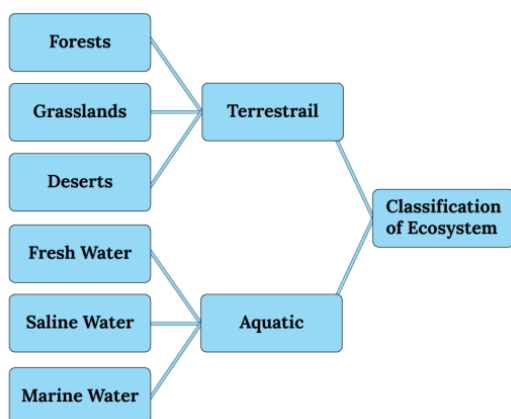 Forests
Grasslands
Terrestrail
Deserts
Classification
of Ecosystem
Fresh Water
Saline Water
Aquatic
Marine Water